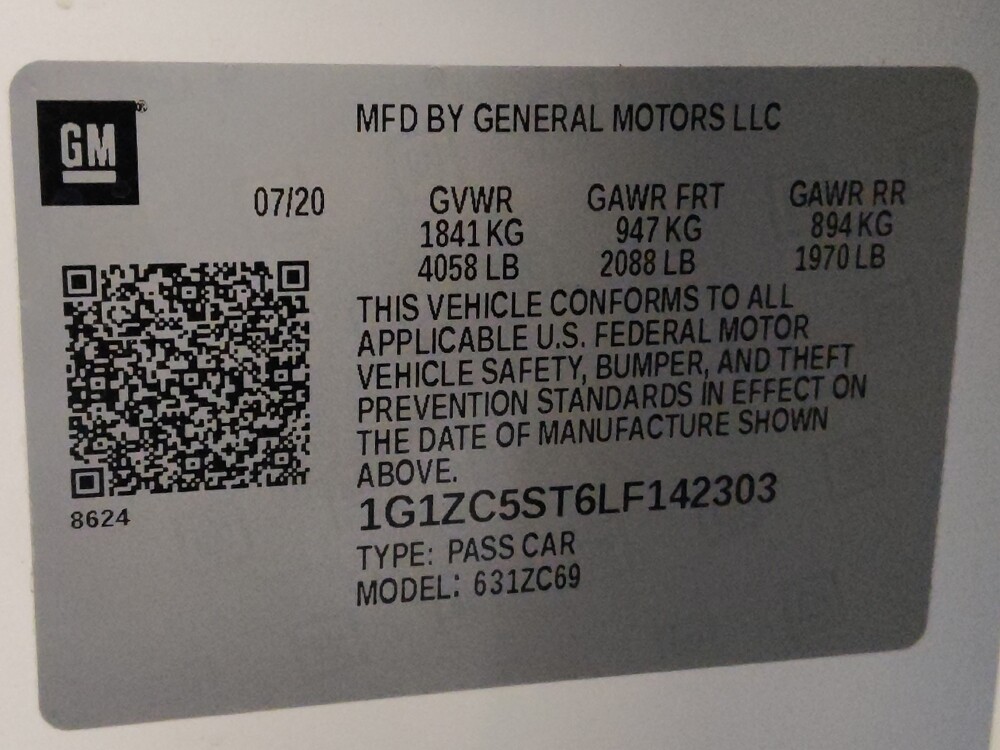 GM®
MFD BY GENERAL MOTORS LLC
07/20 GVWR GAWR FRT GAWR RR
1841 KG 947 KG 894 KG
4058 LB 2088 LB 1970 LB
THIS VEHICLE CONFORMS TO ALL
APPLICABLE U.S. FEDERAL MOTOR
VEHICLE SAFETY, BUMPER, AND THEFT
PREVENTION STANDARDS IN EFFECT ON
THE DATE OF MANUFACTURE SHOWN
ABOVE.
8624
1G1ZC5ST6LF142303
TYPE: PASS CAR
MODEL: 631ZC69